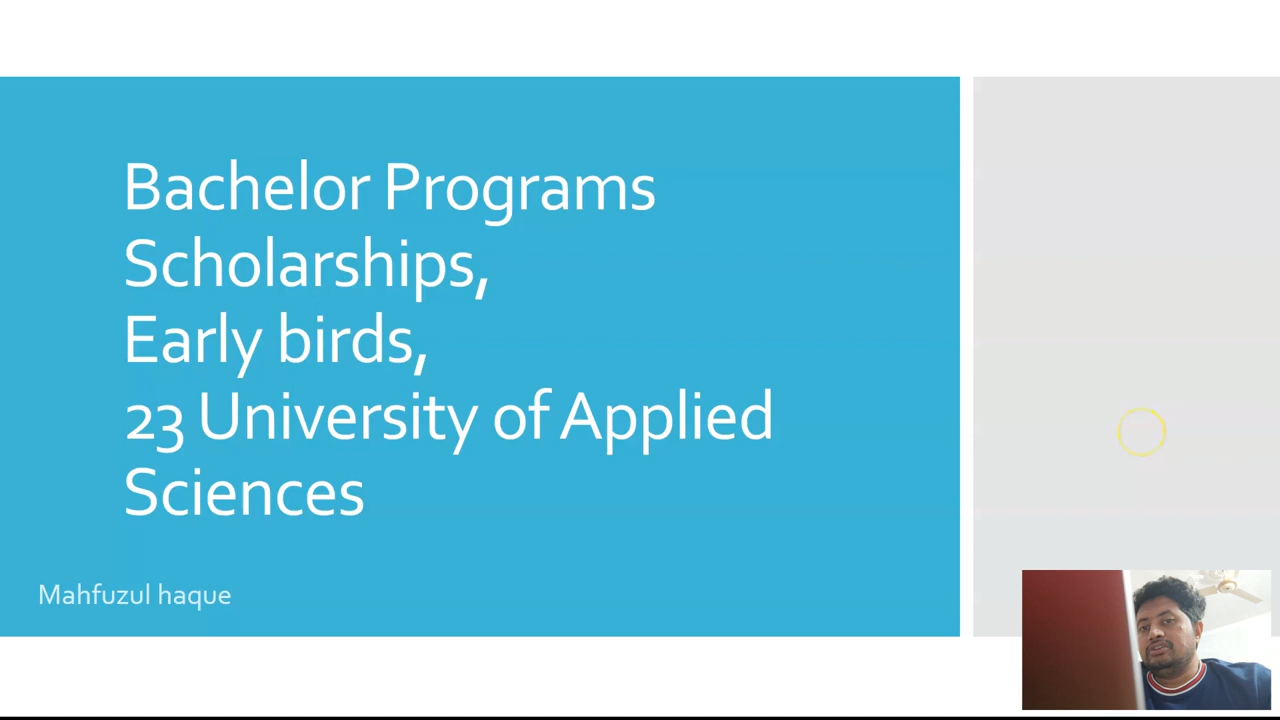 Bachelor Programs
Scholarships,
Early birds,
23 University of Applied
Sciences
Mahfuzul haque